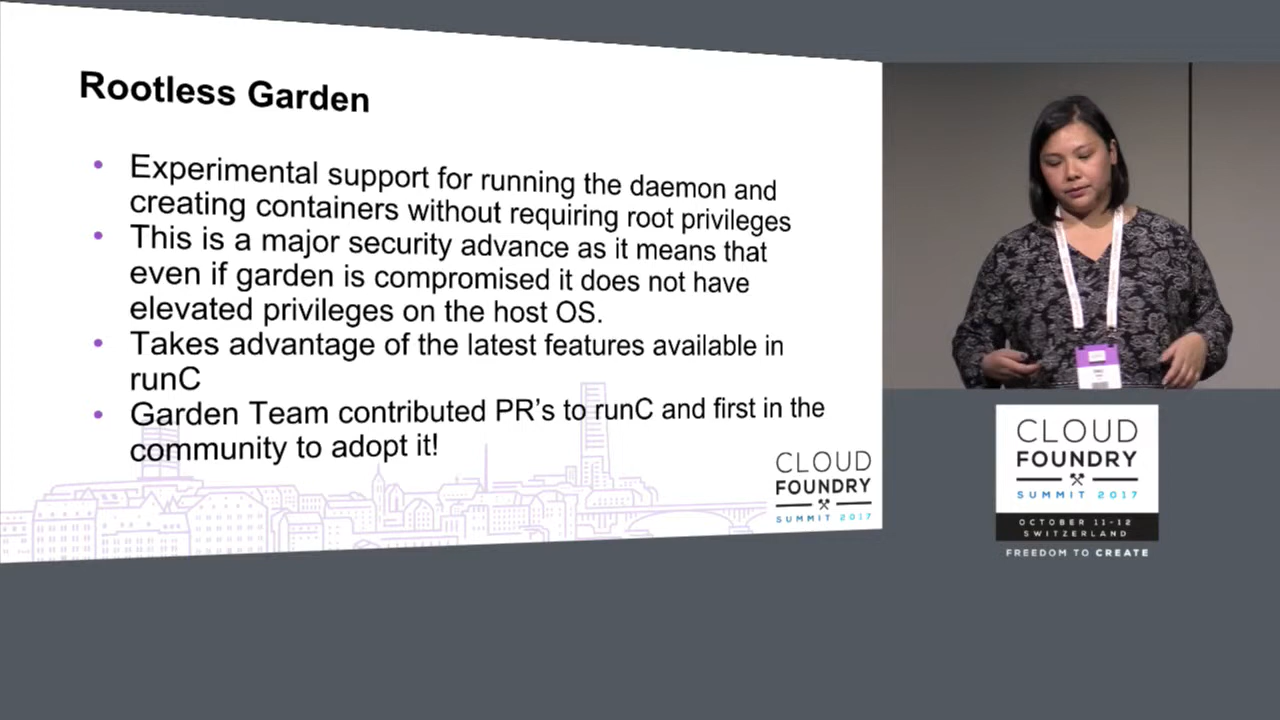 Rootless Garden
• Experimental support for running the daemon and
creating containers without requiring root privileges
• This is a major security advance as it means that
even if garden is compromised it does not have
elevated privileges on the host OS.
• Takes advantage of the latest features available in
runC
• Garden Team contributed PR's to runC and first in the
community to adopt it!
CLOUD
FOUNDRY
SUMMIT 2017
CLOUD
FOUNDRY
SUMMIT 2017
OCTOBER 11-12
SWITZERLAND
FREEDOM TO CREATE